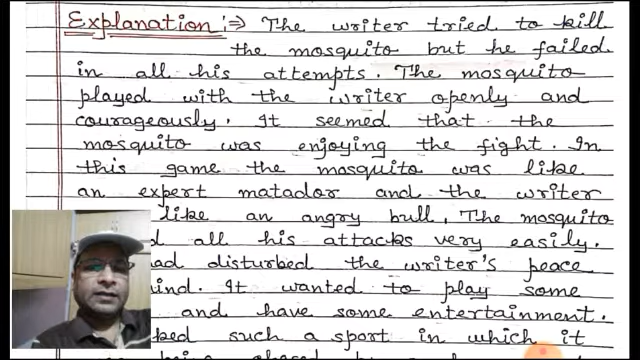 Explanation :⇒ The writer tried to kill
the mosquito but he failed
in all his attempts. The mosquito
played with the writer openly and
courageously. It seemed that the
mosquito was enjoying the fight. In
this game the mosquito was like
an expert matador and the writer
like an angry bull. The mosquito
all his attacks very easily.
had disturbed the writer's peace
mind. It wanted to play some
and have some entertainment.
such a sport in which it